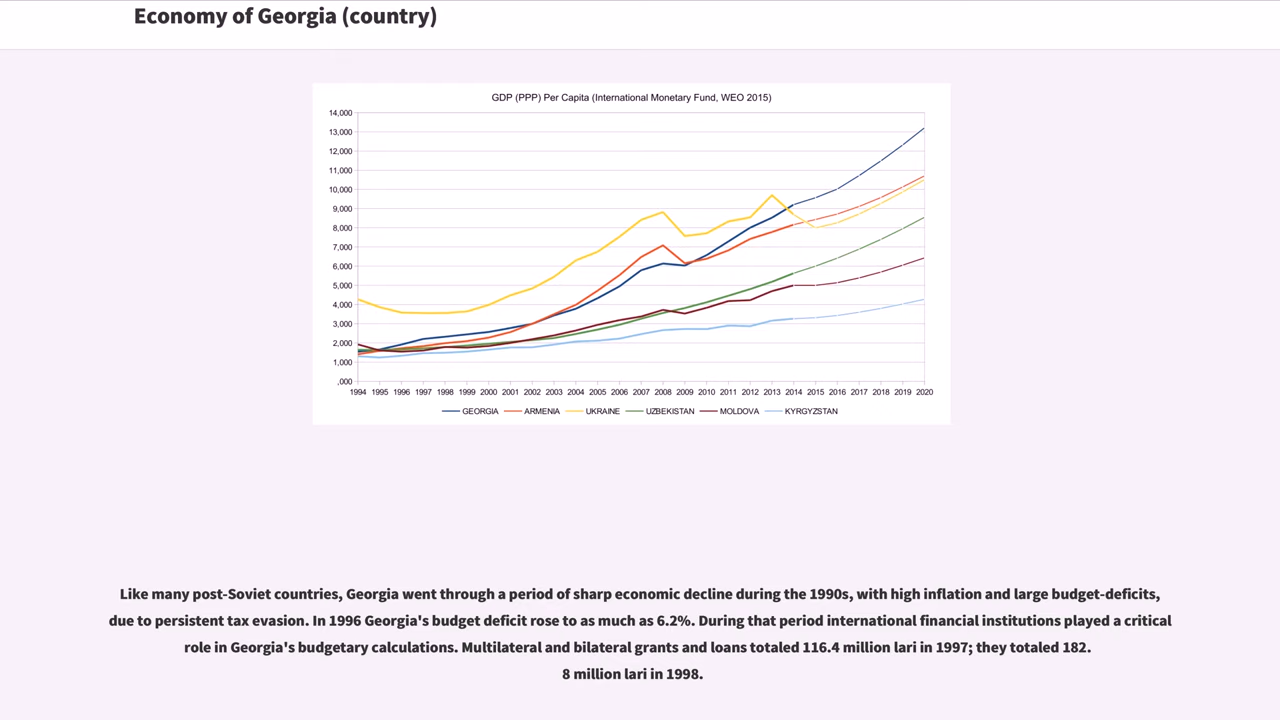 Economy of Georgia (country)
GDP (PPP) Per Capita (International Monetary Fund, WEO 2015)
14,000
13,000
12,000
11,000
10,000
9,000
8,000
7,000
6,000
5,000
4,000
3,000
2,000
1,000
,000
1994 1995 1996 1997 1998 1999 2000 2001 2002 2003 2004 2005 2006 2007 2008 2009 2010 2011 2012 2013 2014 2015 2016 2017 2018 2019 2020
GEORGIA ARMENIA UKRAINE UZBEKISTAN MOLDOVA KYRGYZSTAN
Like many post-Soviet countries, Georgia went through a period of sharp economic decline during the 1990s, with high inflation and large budget-deficits,
due to persistent tax evasion. In 1996 Georgia's budget deficit rose to as much as 6.2%. During that period international financial institutions played a critical
role in Georgia's budgetary calculations. Multilateral and bilateral grants and loans totaled 116.4 million lari in 1997; they totaled 182.
8 million lari in 1998.